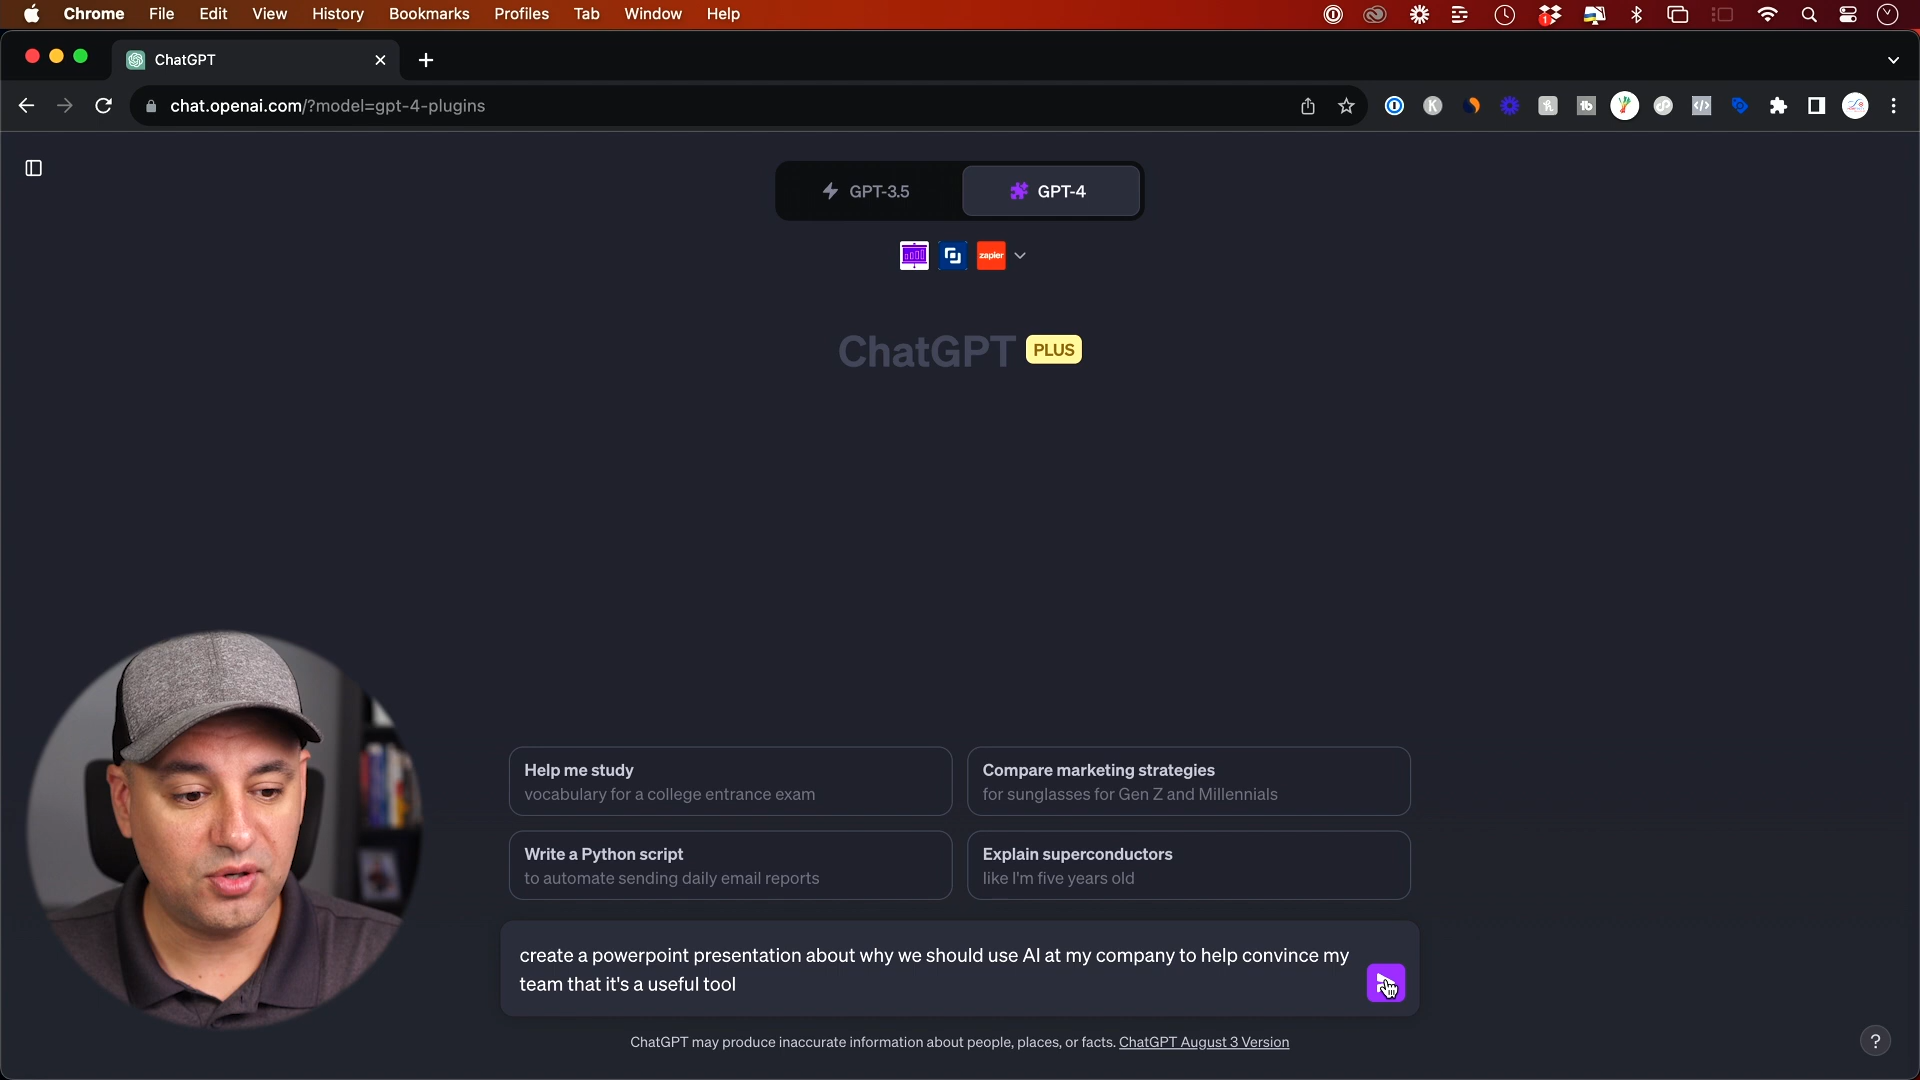 Chrome File Edit View History Bookmarks Profiles Tab Window Help
1
ChatGPT
chat.openai.com/?model=gpt-4-plugins
K
tb
GPT-3.5
GPT-4
zapier
ChatGPT PLUS
Help me study
vocabulary for a college entrance exam
Compare marketing strategies
for sunglasses for Gen Z and Millennials
Write a Python script
to automate sending daily email reports
Explain superconductors
like I'm five years old
create a powerpoint presentation about why we should use AI at my company to help convince my
team that it's a useful tool
ChatGPT may produce inaccurate information about people, places, or facts. ChatGPT August 3 Version
?